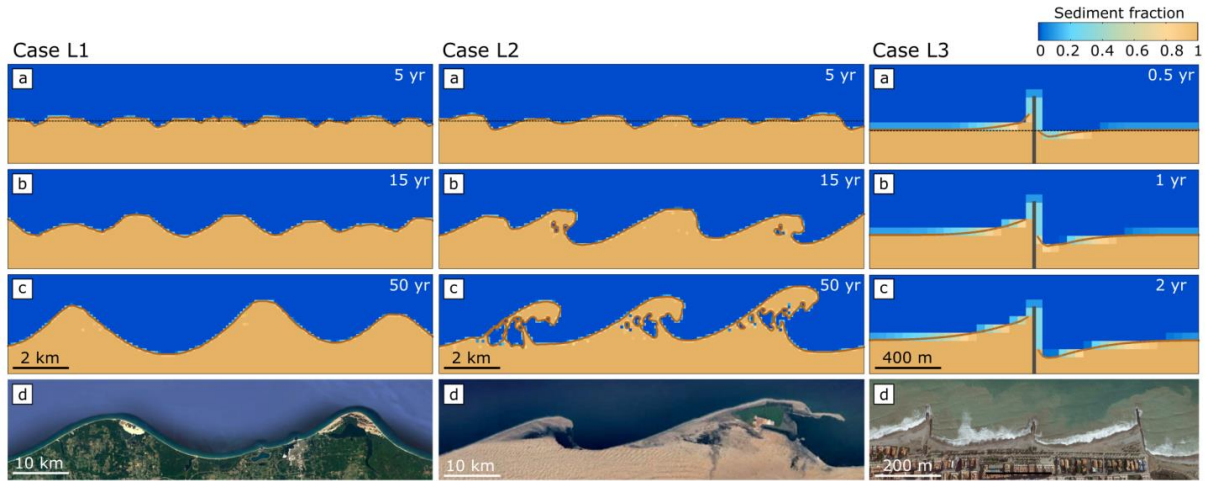 Sediment fraction
0 0.2 0.4 0.6 0.8 1
Case L1
Case L2
Case L3
a 5 yr
a 5 yr
a 0.5 yr
b 15 yr
b 15 yr
b 1 yr
c 50 yr
2 km
c 50 yr
2 km
c 2 yr
400 m
d
10 km
d
10 km
d
200 m